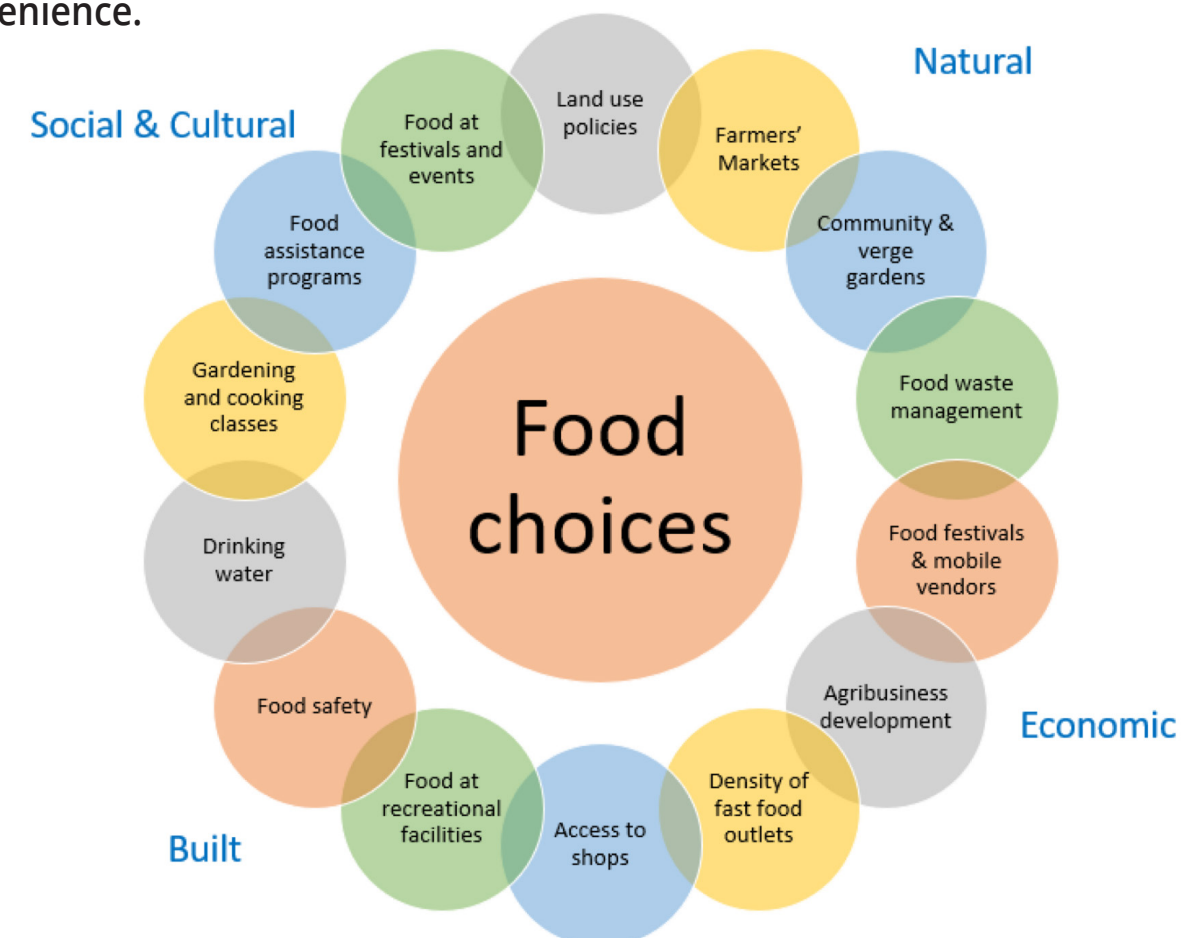 enience.
Natural
Social & Cultural
Land use
policies
Food at
festivals and
events
Farmers’
Markets
Food
assistance
programs
Community &
verge
gardens
Gardening
and cooking
classes
Food waste
management
Food
choices
Drinking
water
Food festivals
& mobile
vendors
Food safety
Agribusiness
development
Economic
Food at
recreational
facilities
Access to
shops
Density of
fast food
outlets
Built